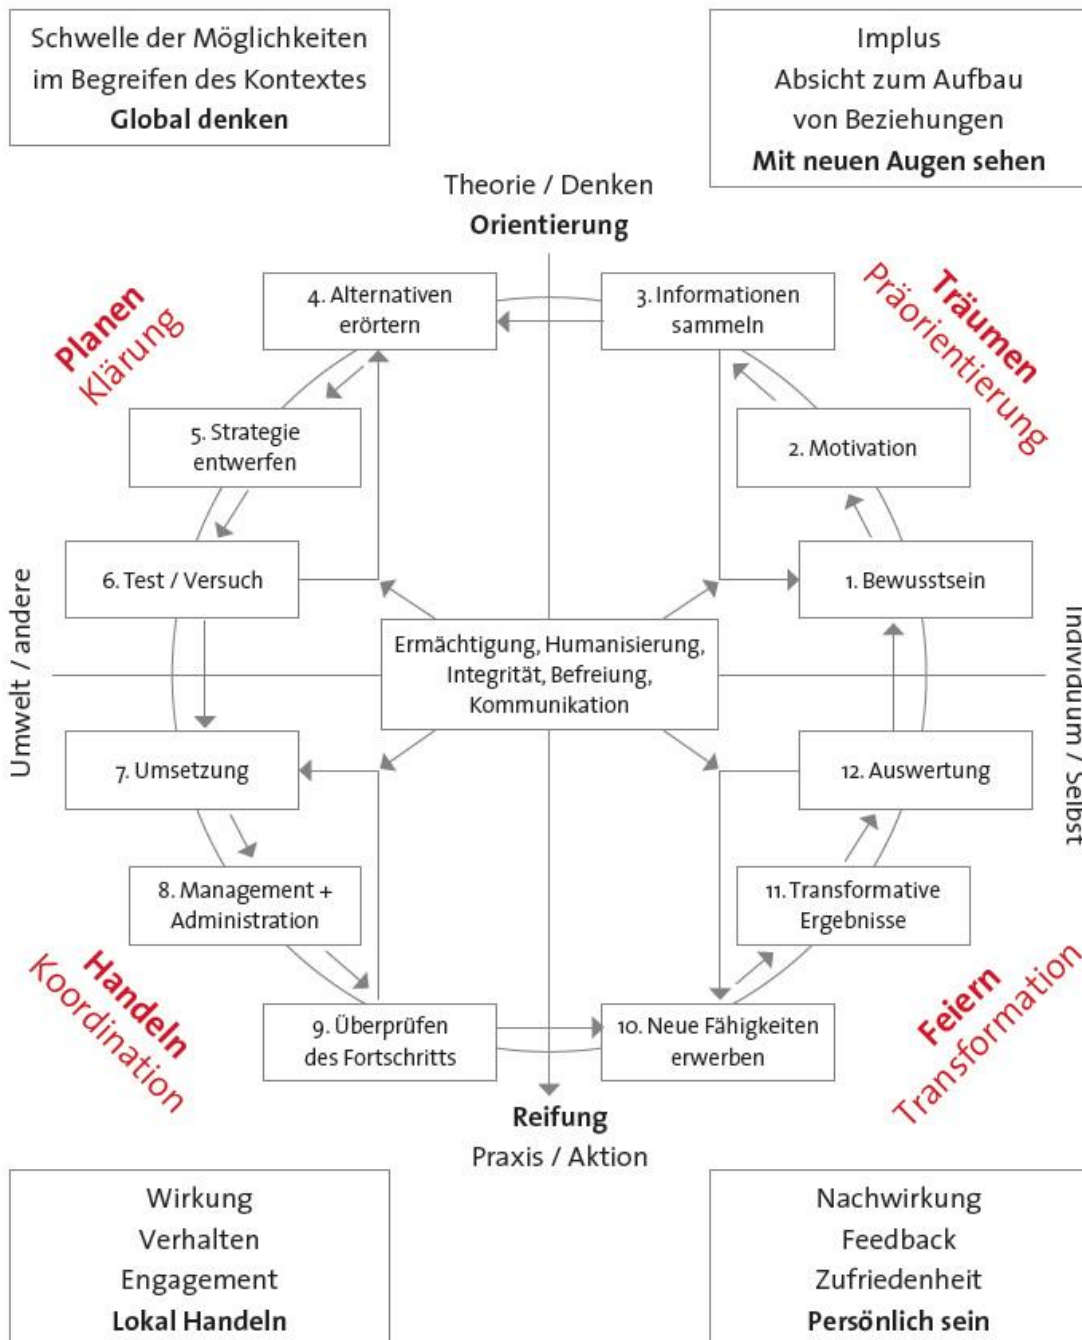 Schwelle der Möglichkeiten
im Begreifen des Kontextes
Global denken
Implus
Absicht zum Aufbau
von Beziehungen
Mit neuen Augen sehen
Theorie / Denken
Orientierung
Planen
Klärung
Träumen
Präorientierung
4. Alternativen
erörtern
3. Informationen
sammeln
5. Strategie
entwerfen
2. Motivation
6. Test / Versuch
1. Bewusstsein
Umwelt / andere
Ermächtigung, Humanisierung,
Integrität, Befreiung,
Kommunikation
Individuum / Selbst
7. Umsetzung
12. Auswertung
8. Management +
Administration
11. Transformative
Ergebnisse
Handeln
Koordination
Feiern
Transformation
9. Überprüfen
des Fortschritts
10. Neue Fähigkeiten
erwerben
Reifung
Praxis / Aktion
Wirkung
Verhalten
Engagement
Lokal Handeln
Nachwirkung
Feedback
Zufriedenheit
Persönlich sein